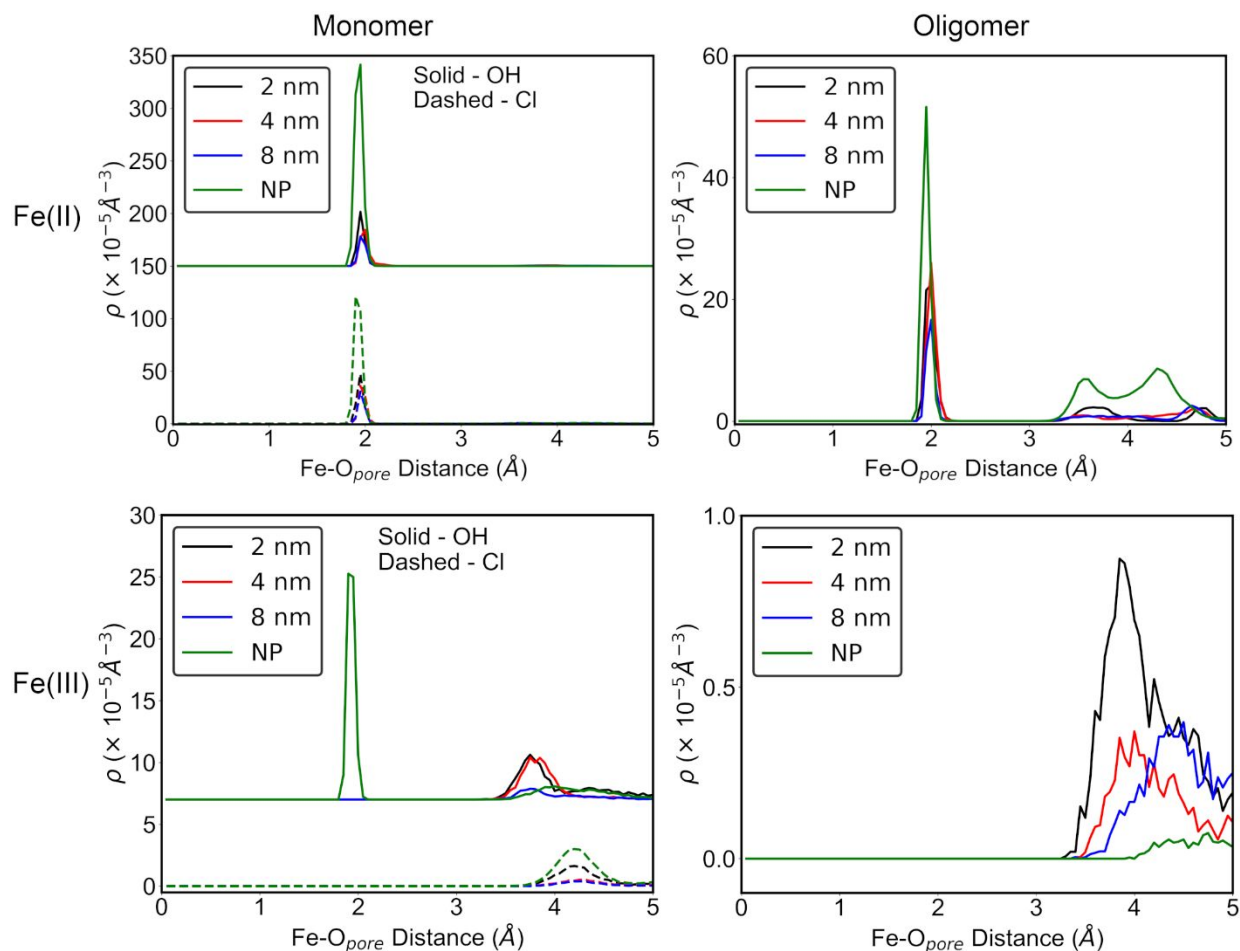 Monomer
Oligomer
Fe(II)
350
300
250
200
150
100
50
0
ρ (× 10⁻⁵Å⁻³)
2 nm
4 nm
8 nm
NP
Solid - OH
Dashed - Cl
0 1 2 3 4 5
Fe-Opore Distance (Å)
60
40
20
0
ρ (× 10⁻⁵Å⁻³)
2 nm
4 nm
8 nm
NP
0 1 2 3 4 5
Fe-Opore Distance (Å)
Fe(III)
30
25
20
15
10
5
0
ρ (× 10⁻⁵Å⁻³)
2 nm
4 nm
8 nm
NP
Solid - OH
Dashed - Cl
0 1 2 3 4 5
Fe-Opore Distance (Å)
1.0
0.5
0.0
ρ (× 10⁻⁵Å⁻³)
2 nm
4 nm
8 nm
NP
0 1 2 3 4 5
Fe-Opore Distance (Å)